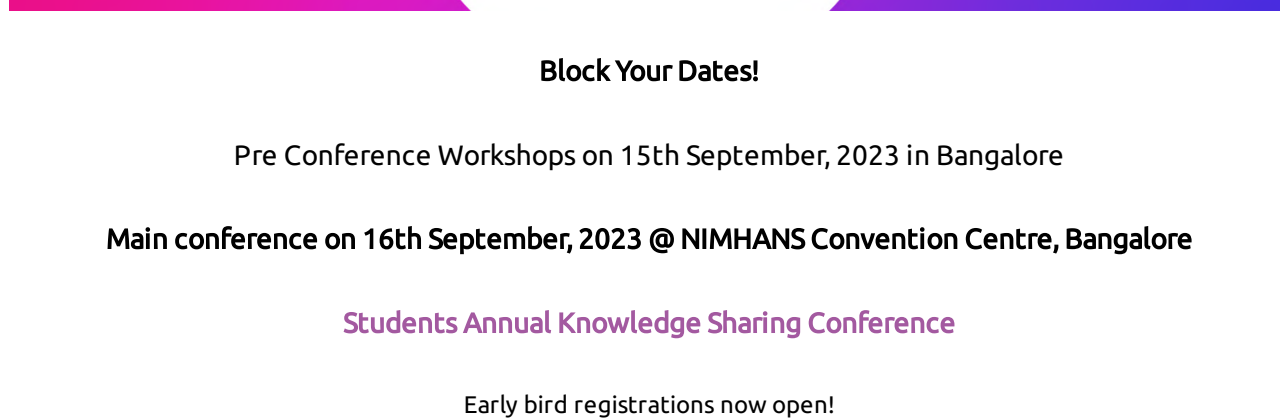 Block Your Dates!
Pre Conference Workshops on 15th September, 2023 in Bangalore
Main conference on 16th September, 2023 @ NIMHANS Convention Centre, Bangalore
Students Annual Knowledge Sharing Conference
Early bird registrations now open!